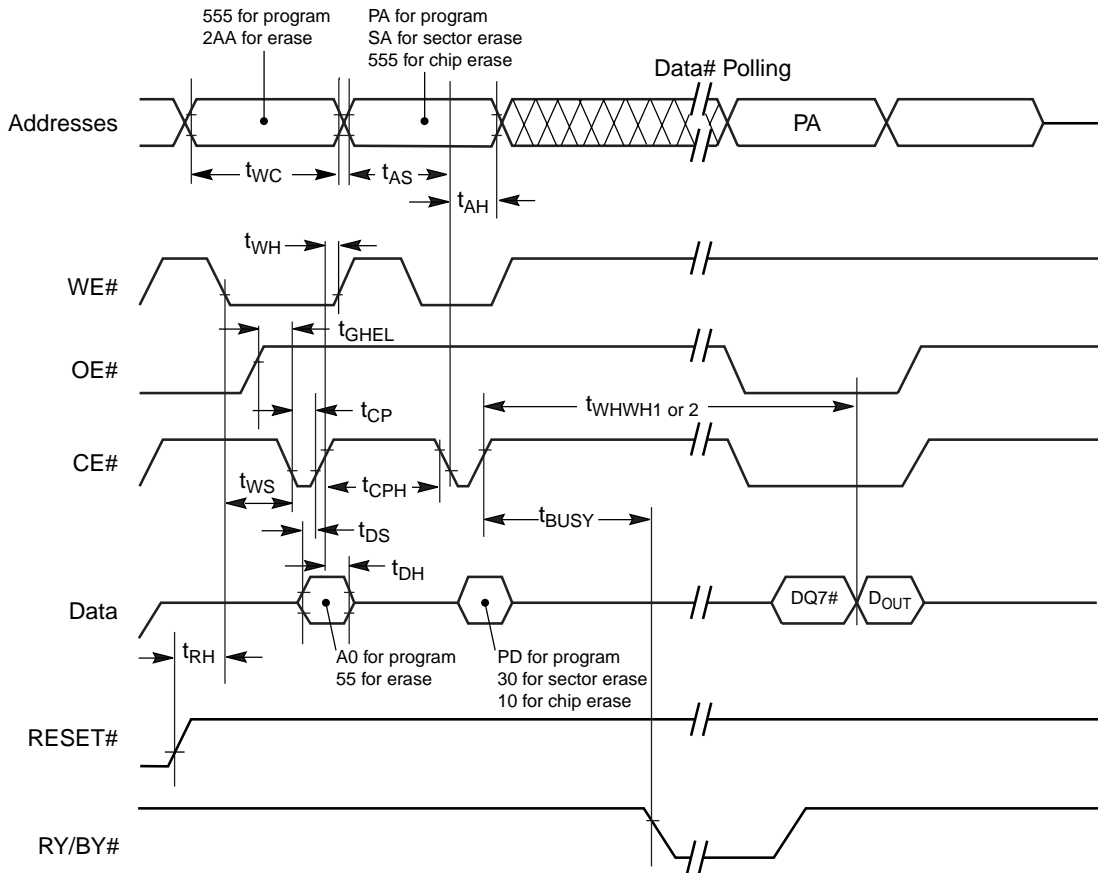 555 for program
2AA for erase
PA for program
SA for sector erase
555 for chip erase
Data# Polling
Addresses
PA
tWC
tAS
tAH
tWH
WE#
tGHEL
OE#
tWHWH1 or 2
tCP
CE#
tWS
tCPH
tBUSY
tDS
tDH
Data
DQ7#
DOUT
tRH
A0 for program
55 for erase
PD for program
30 for sector erase
10 for chip erase
RESET#
RY/BY#